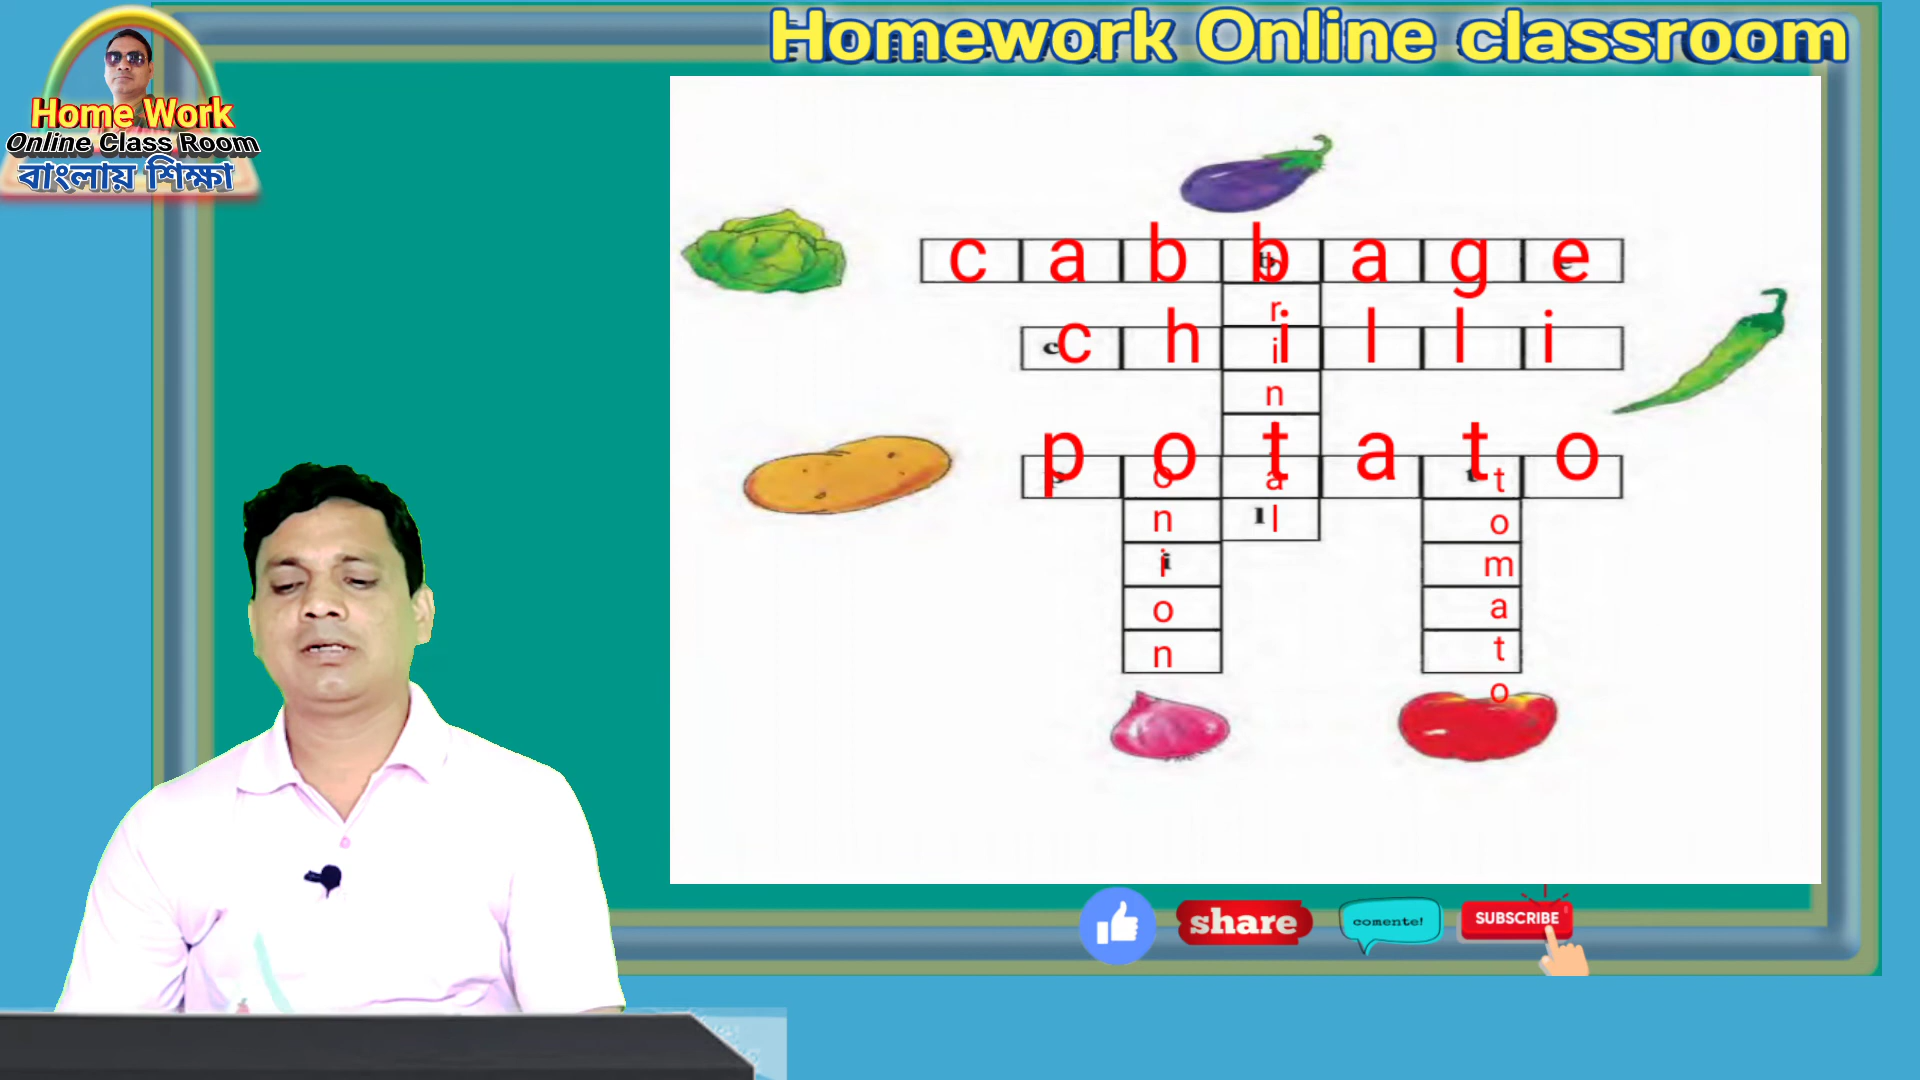 Homework Online classroom
Home Work
Online Class Room
বাংলায় শিক্ষা
c a b b a g e
c h i l l i
p o t a t o
b
r
i
n
a
l
o
n
i
o
n
t
o
m
a
t
o
share
comente!
SUBSCRIBE